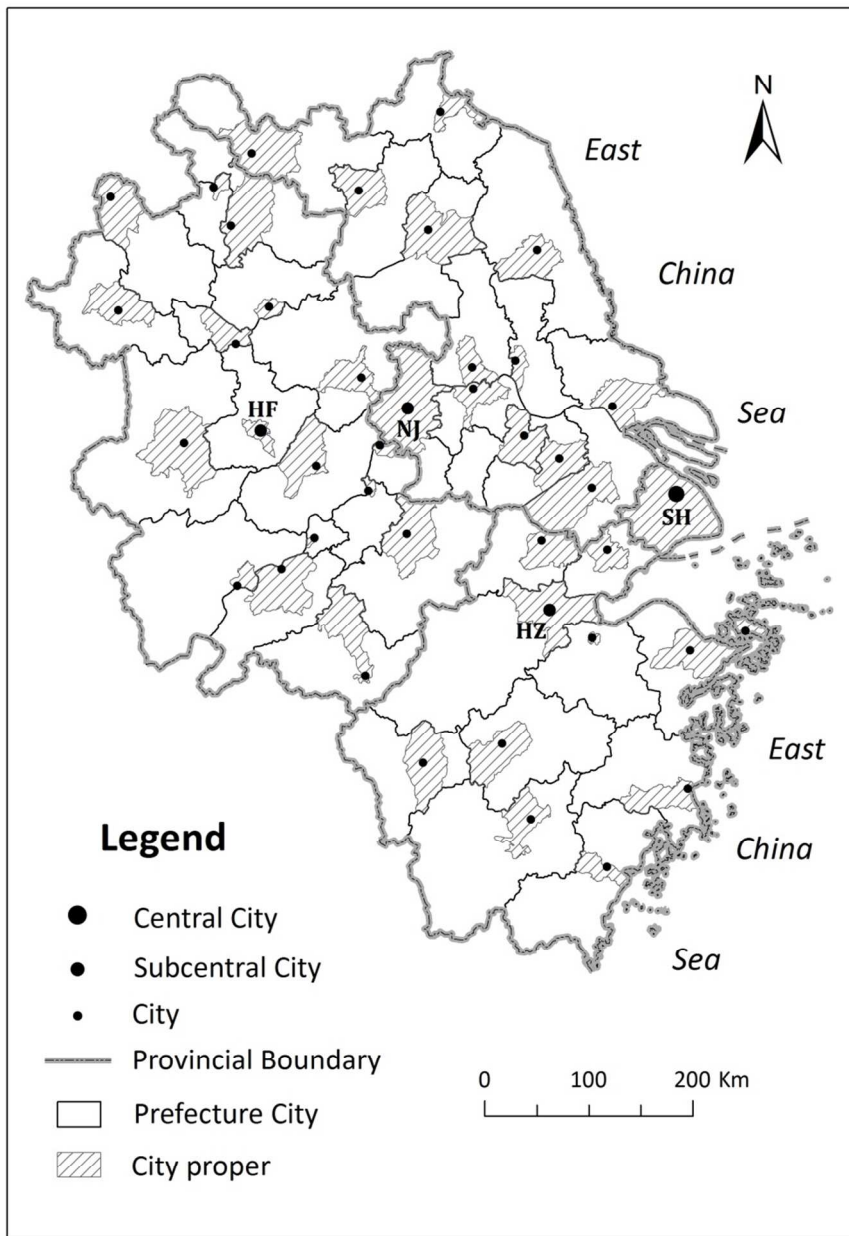 N
East
China
HF
NJ
Sea
SH
HZ
East
China
Sea
Legend
Central City
Subcentral City
City
Provincial Boundary
Prefecture City
City proper
0 100 200 Km